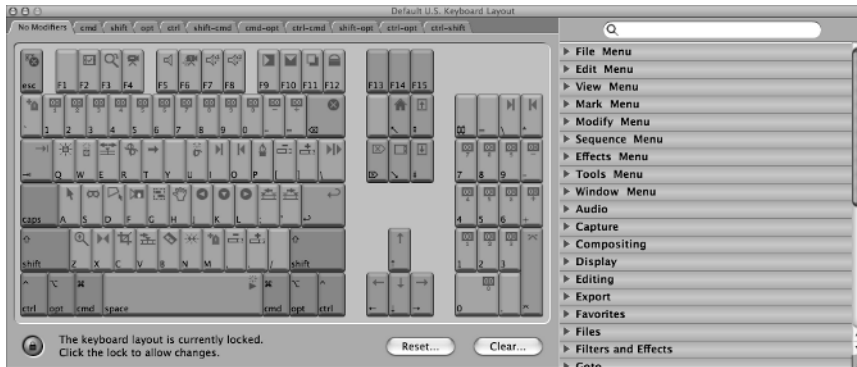 Default U.S. Keyboard Layout
No Modifiers cmd shift opt ctrl shift-cmd cmd-opt ctrl-cmd shift-opt ctrl-opt ctrl-shift
esc F1 F2 F3 F4 F5 F6 F7 F8 F9 F10 F11 F12 F13 F14 F15
` 1 2 3 4 5 6 7 8 9 0 - =
= \ *
Q W E R T Y U I O P [ ] \
7 8 9 -
caps A S D F G H J K L ; '
4 5 6 +
shift Z X C V B N M , . / shift
1 2 3
ctrl opt cmd space cmd opt ctrl
0 .
The keyboard layout is currently locked.
Click the lock to allow changes.
Reset...
Clear...
File Menu
Edit Menu
View Menu
Mark Menu
Modify Menu
Sequence Menu
Effects Menu
Tools Menu
Window Menu
Audio
Capture
Compositing
Display
Editing
Export
Favorites
Files
Filters and Effects
Goto